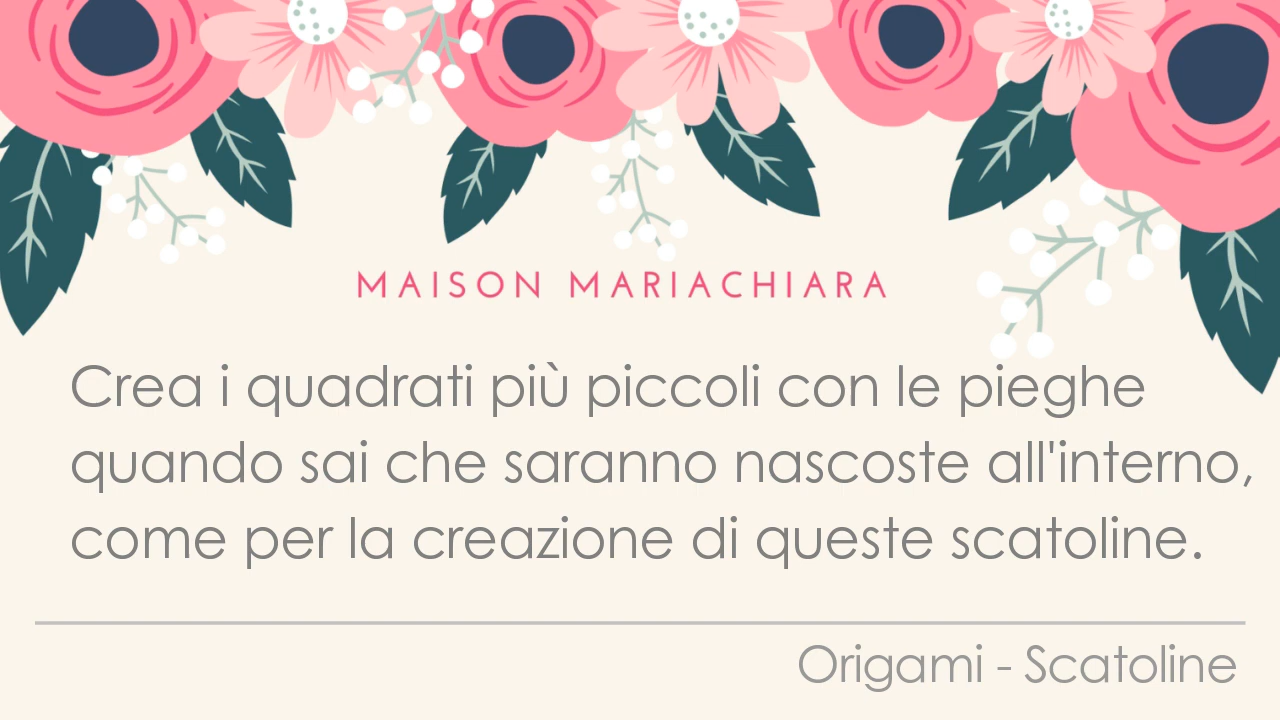 MAISON MARIACHIARA
Crea i quadrati più piccoli con le pieghe
quando sai che saranno nascoste all'interno,
come per la creazione di queste scatoline.
Origami - Scatoline